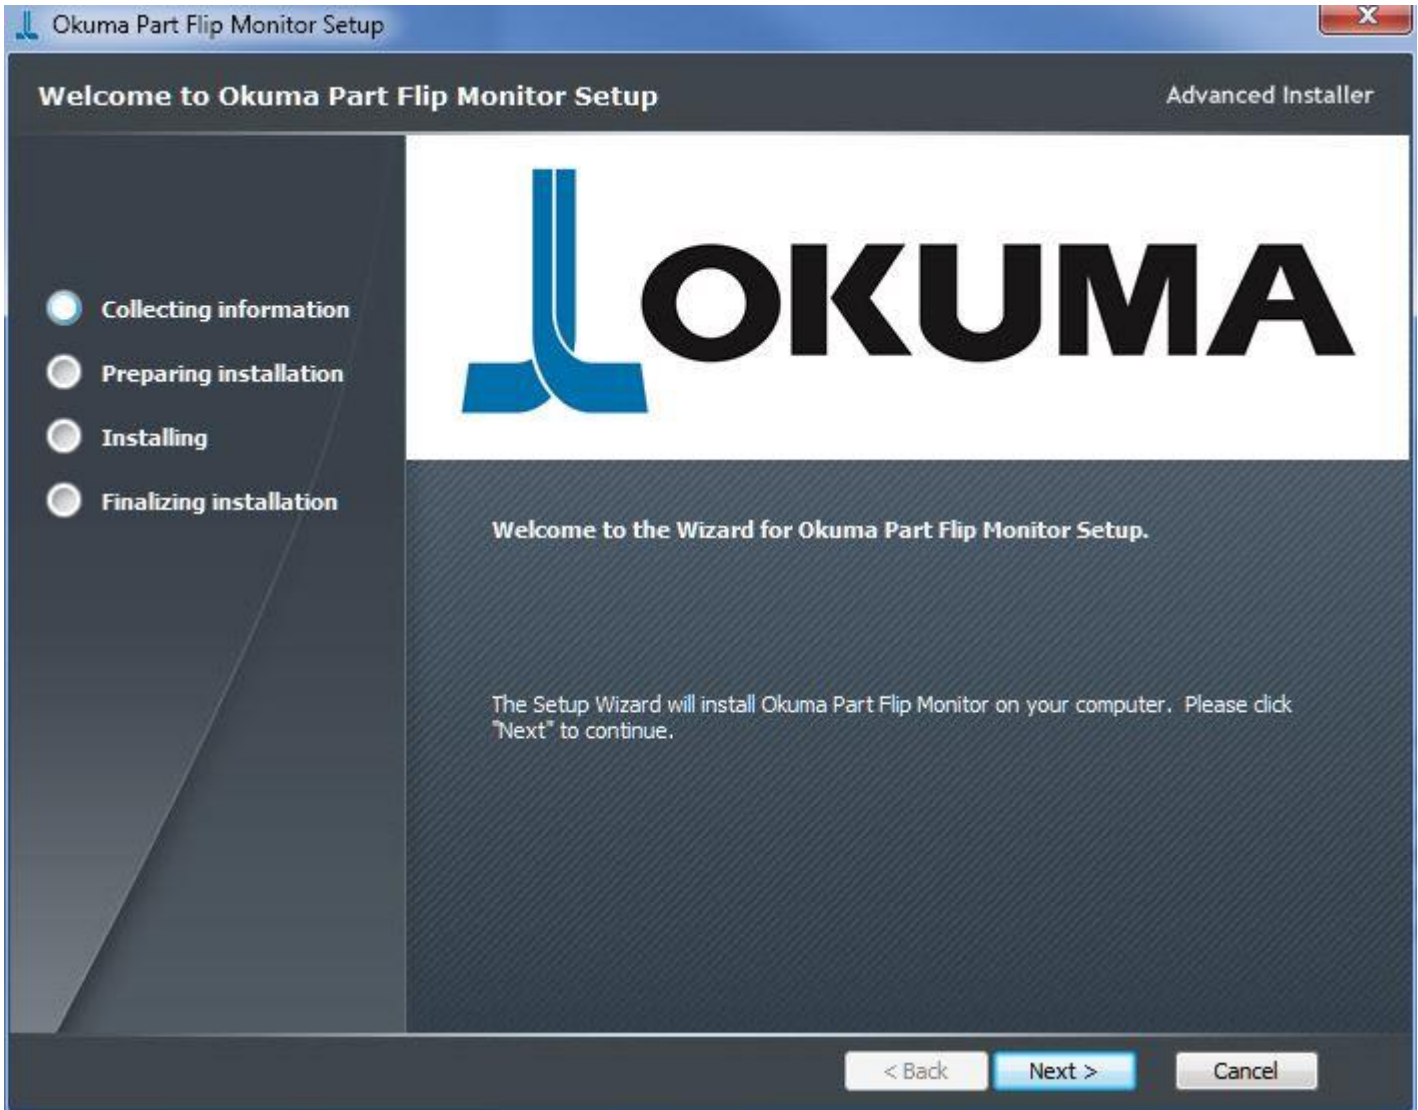 Okuma Part Flip Monitor Setup
Welcome to Okuma Part Flip Monitor Setup
Advanced Installer
OKUMA
Collecting information
Preparing installation
Installing
Finalizing installation
Welcome to the Wizard for Okuma Part Flip Monitor Setup.
The Setup Wizard will install Okuma Part Flip Monitor on your computer.  Please click
"Next" to continue.
< Back
Next >
Cancel